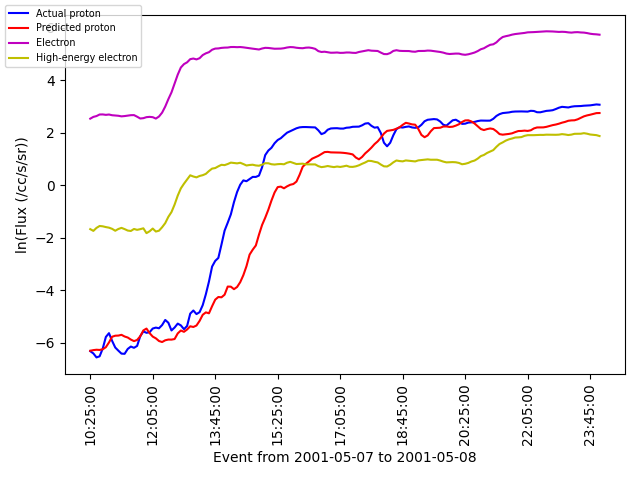 Actual proton
Predicted proton
Electron
High-energy electron
4
2
0
−2
−4
−6
ln(Flux (/cc/s/sr))
10:25:00
12:05:00
13:45:00
15:25:00
17:05:00
18:45:00
20:25:00
22:05:00
23:45:00
Event from 2001-05-07 to 2001-05-08